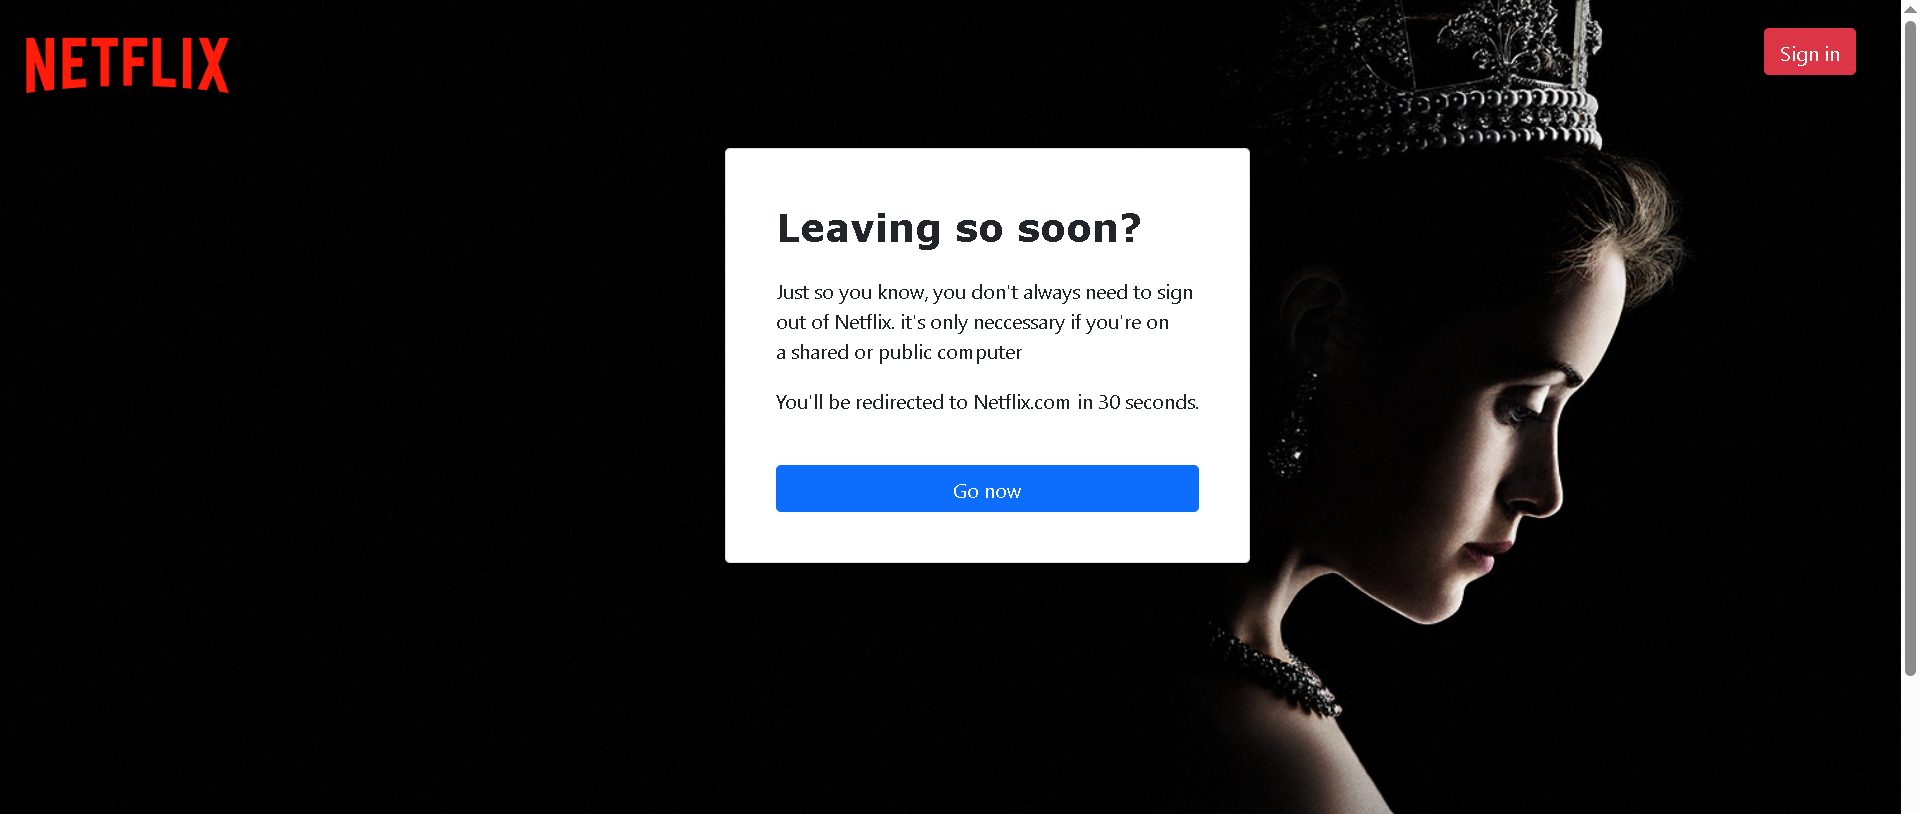 NETFLIX
Sign in
Leaving so soon?
Just so you know, you don't always need to sign
out of Netflix. it's only neccessary if you're on
a shared or public computer
You'll be redirected to Netflix.com in 30 seconds.
Go now